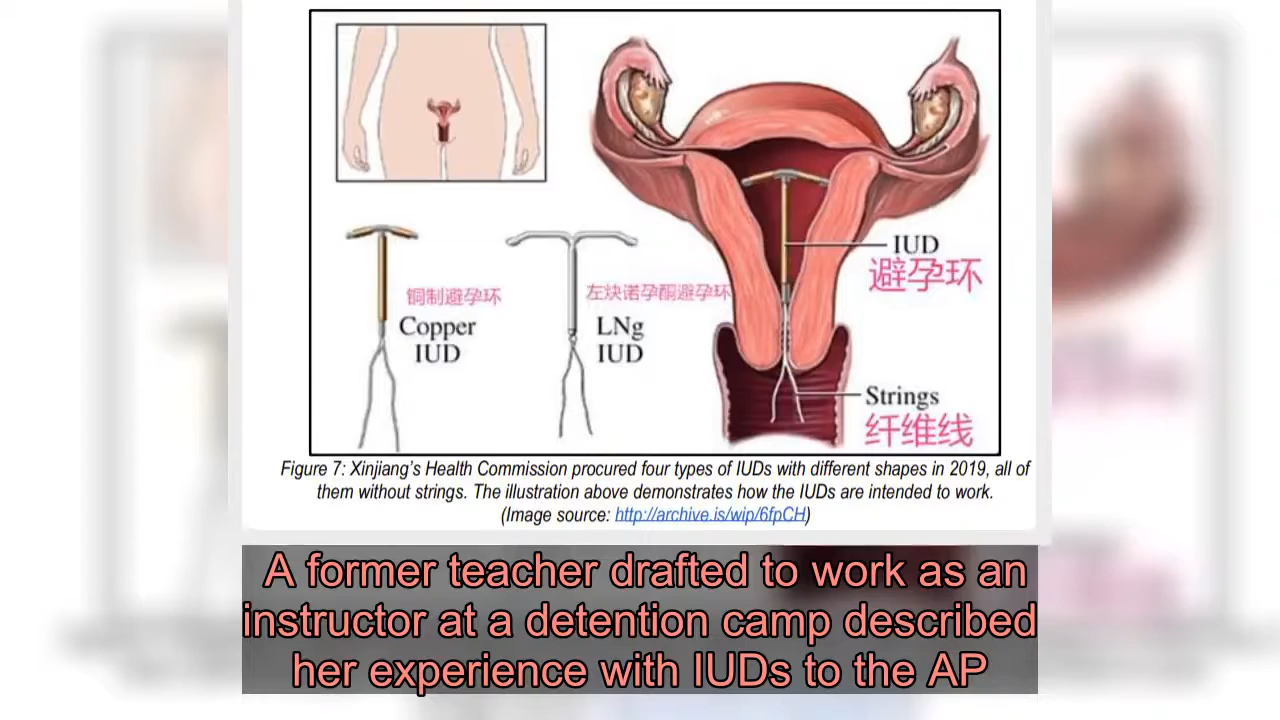 IUD
避孕环
铜制避孕环
左炔诺孕酮避孕环
Copper
IUD
LNg
IUD
Strings
纤维线
Figure 7: Xinjiang's Health Commission procured four types of IUDs with different shapes in 2019, all of
them without strings. The illustration above demonstrates how the IUDs are intended to work.
(Image source: http://archive.is/wip/6fpCH)
A former teacher drafted to work as an
instructor at a detention camp described
her experience with IUDs to the AP